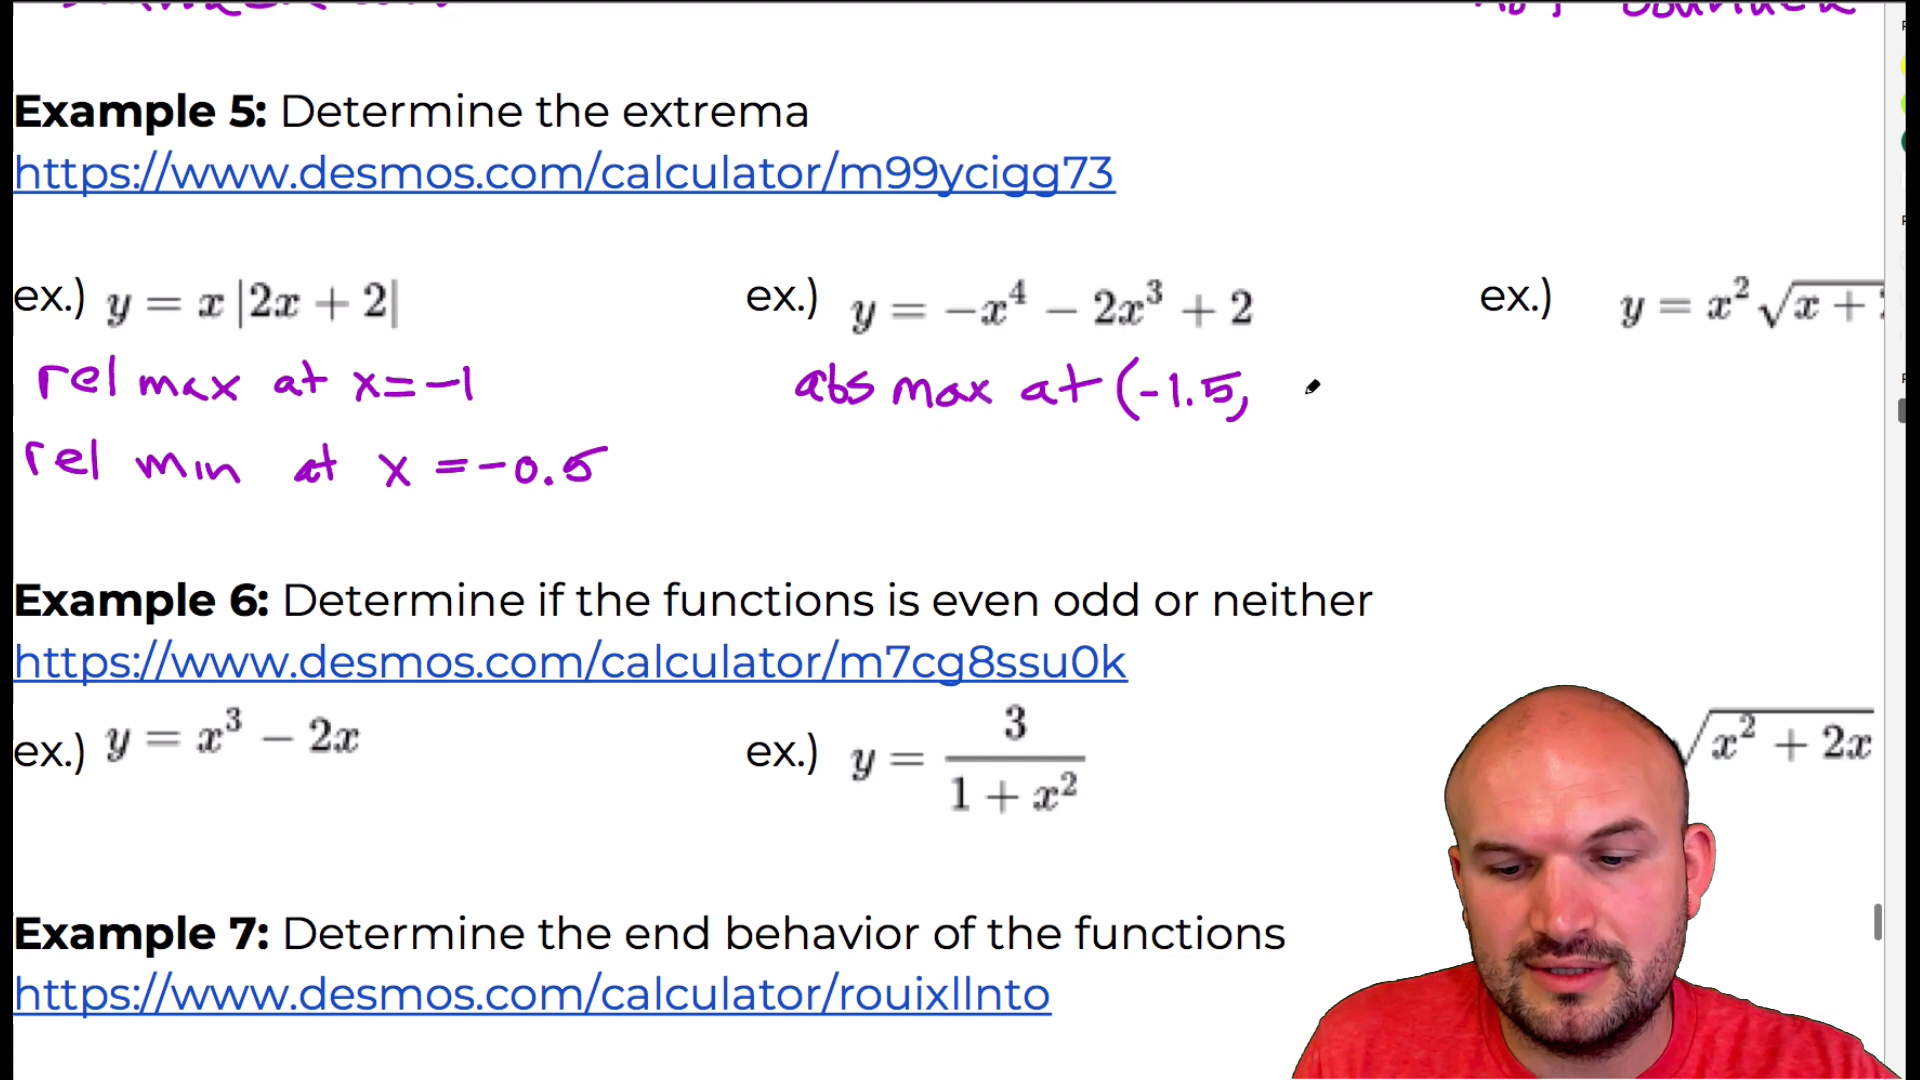 Example 5: Determine the extrema
https://www.desmos.com/calculator/m99ycigg73
ex.) y = x |2x + 2|
ex.) y = −x⁴ − 2x³ + 2
ex.) y = x² √x +
rel max at x = -1
abs max at (-1.5,
rel min at x = -0.5
Example 6: Determine if the functions is even odd or neither
https://www.desmos.com/calculator/m7cg8ssu0k
ex.) y = x³ − 2x
ex.) y = 3 / (1 + x²)
√x² + 2x
Example 7: Determine the end behavior of the functions
https://www.desmos.com/calculator/rouixllnto